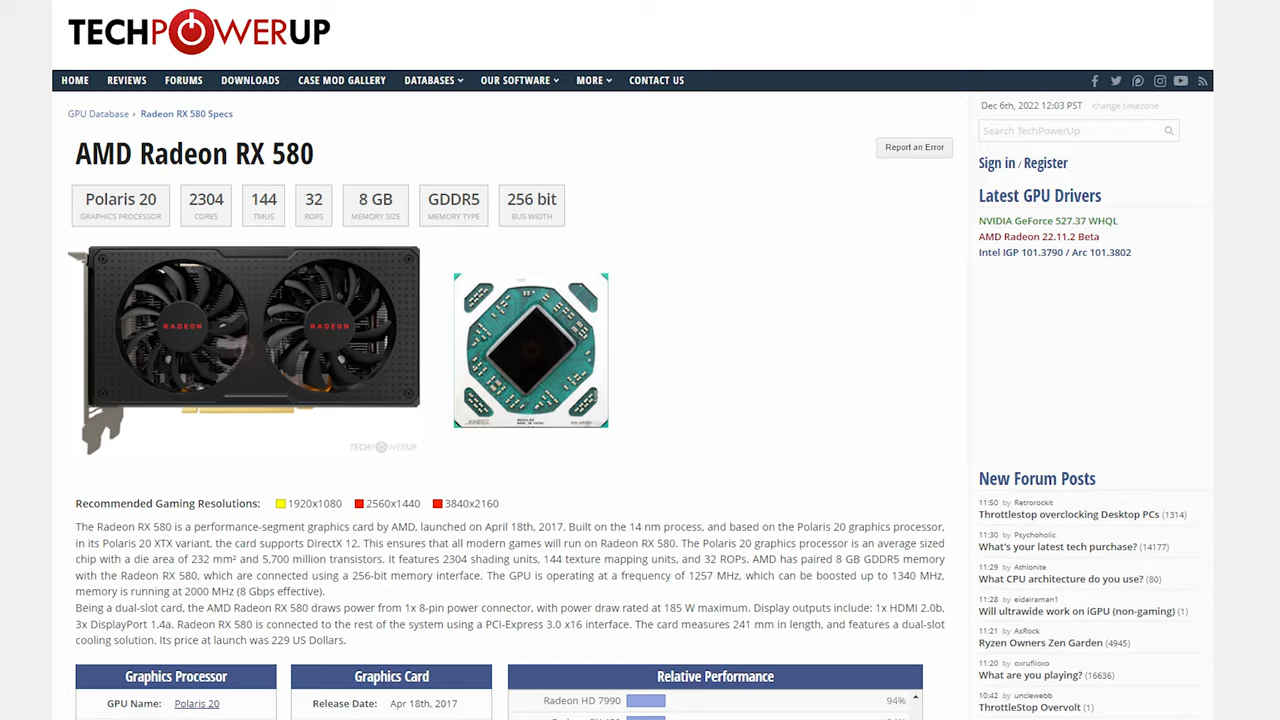 TECHPOWERUP
HOME REVIEWS FORUMS DOWNLOADS CASE MOD GALLERY DATABASES OUR SOFTWARE MORE CONTACT US
GPU Database › Radeon RX 580 Specs
AMD Radeon RX 580
Report an Error
Polaris 20 2304 144 32 8 GB GDDR5 256 bit
GRAPHICS PROCESSOR CORES TMUS ROPS MEMORY SIZE MEMORY TYPE BUS WIDTH
RADEON RADEON
TECHPOWERUP
Recommended Gaming Resolutions: 1920x1080 2560x1440 3840x2160
The Radeon RX 580 is a performance-segment graphics card by AMD, launched on April 18th, 2017. Built on the 14 nm process, and based on the Polaris 20 graphics processor,
in its Polaris 20 XTX variant, the card supports DirectX 12. This ensures that all modern games will run on Radeon RX 580. The Polaris 20 graphics processor is an average sized
chip with a die area of 232 mm² and 5,700 million transistors. It features 2304 shading units, 144 texture mapping units, and 32 ROPs. AMD has paired 8 GB GDDR5 memory
with the Radeon RX 580, which are connected using a 256-bit memory interface. The GPU is operating at a frequency of 1257 MHz, which can be boosted up to 1340 MHz,
memory is running at 2000 MHz (8 Gbps effective).
Being a dual-slot card, the AMD Radeon RX 580 draws power from 1x 8-pin power connector, with power draw rated at 185 W maximum. Display outputs include: 1x HDMI 2.0b,
3x DisplayPort 1.4a. Radeon RX 580 is connected to the rest of the system using a PCI-Express 3.0 x16 interface. The card measures 241 mm in length, and features a dual-slot
cooling solution. Its price at launch was 229 US Dollars.
Graphics Processor
GPU Name: Polaris 20
Graphics Card
Release Date: Apr 18th, 2017
Relative Performance
Radeon HD 7990 94%
Dec 6th, 2022 12:03 PST change timezone
Search TechPowerUp
Sign in / Register
Latest GPU Drivers
NVIDIA GeForce 527.37 WHQL
AMD Radeon 22.11.2 Beta
Intel IGP 101.3790 / Arc 101.3802
New Forum Posts
11:50 by Retrorockit
Throttlestop overclocking Desktop PCs (1314)
11:30 by Psychoholic
What's your latest tech purchase? (14177)
11:29 by Athlonite
What CPU architecture do you use? (80)
11:28 by eidairaman1
Will ultrawide work on iGPU (non-gaming) (1)
11:21 by AsRock
Ryzen Owners Zen Garden (4945)
11:20 by oxrufiioxo
What are you playing? (16636)
10:42 by unclewebb
ThrottleStop Overvolt (1)